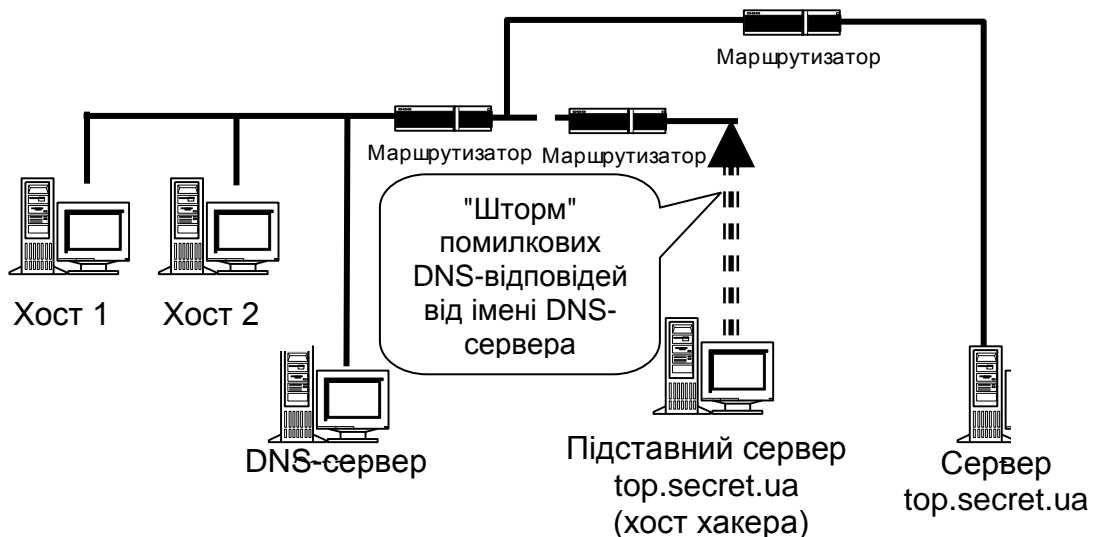 Маршрутизатор
Маршрутизатор
Маршрутизатор
"Шторм"
помилкових
DNS-відповідей
від імені DNS-
сервера
Хост 1
Хост 2
DNS-сервер
Підставний сервер
top.secret.ua
(хост хакера)
Сервер
top.secret.ua